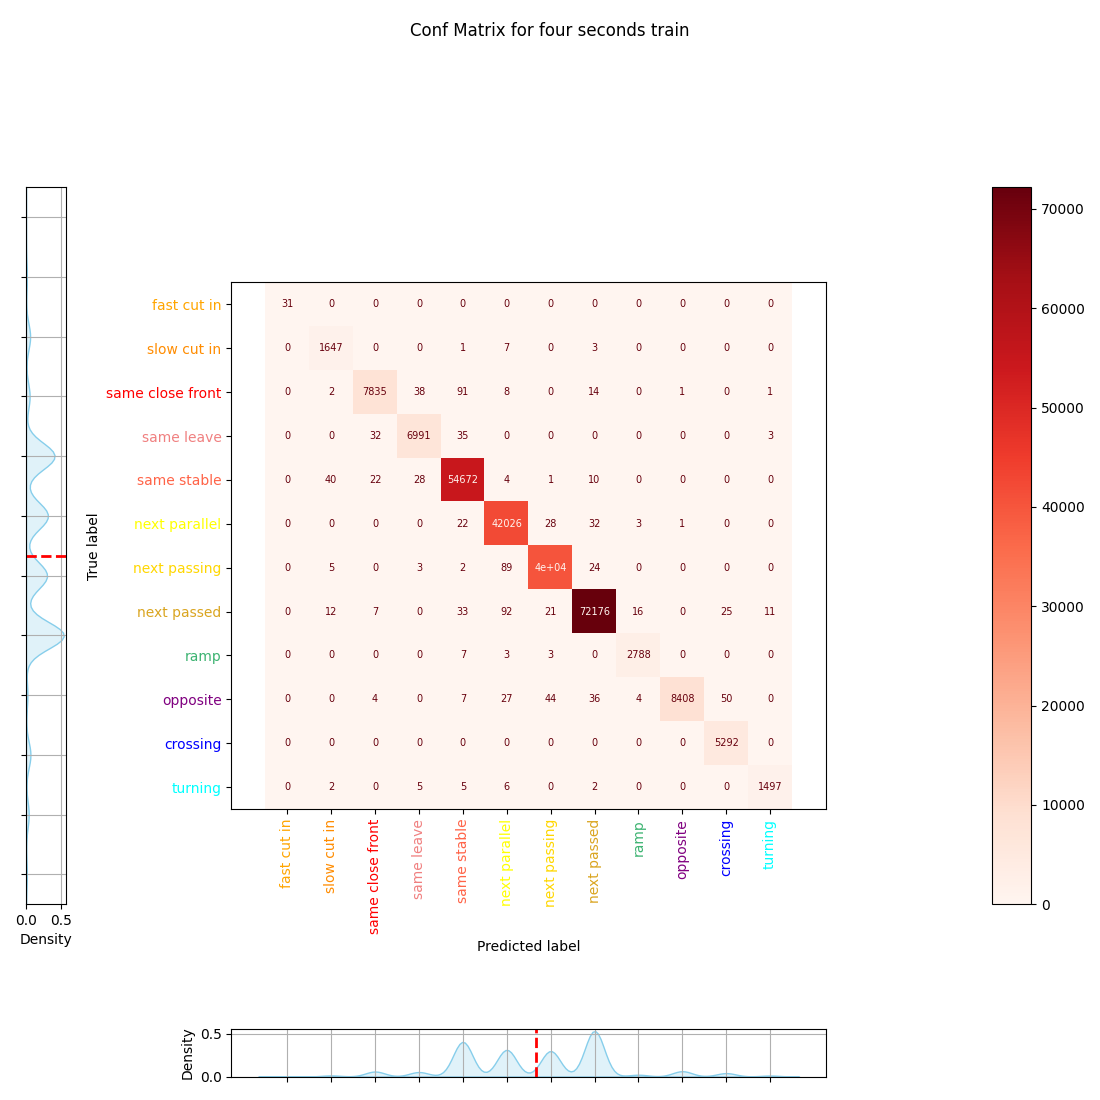 Conf Matrix for four seconds train
fast cut in 31 0 0 0 0 0 0 0 0 0 0 0
slow cut in 0 1647 0 0 1 7 0 3 0 0 0 0
same close front 0 2 7835 38 91 8 0 14 0 1 0 1
same leave 0 0 32 6991 35 0 0 0 0 0 0 3
same stable 0 40 22 28 54672 4 1 10 0 0 0 0
next parallel 0 0 0 0 22 42026 28 32 3 1 0 0
next passing 0 5 0 3 2 89 4e+04 24 0 0 0 0
next passed 0 12 7 0 33 92 21 72176 16 0 25 11
ramp 0 0 0 0 7 3 3 0 2788 0 0 0
opposite 0 0 4 0 7 27 44 36 4 8408 50 0
crossing 0 0 0 0 0 0 0 0 0 0 5292 0
turning 0 2 0 5 5 6 0 2 0 0 0 1497
True label
fast cut in
slow cut in
same close front
same leave
same stable
next parallel
next passing
next passed
ramp
opposite
crossing
turning
Predicted label
0.0 0.5
Density
70000
60000
50000
40000
30000
20000
10000
0
Density
0.5
0.0